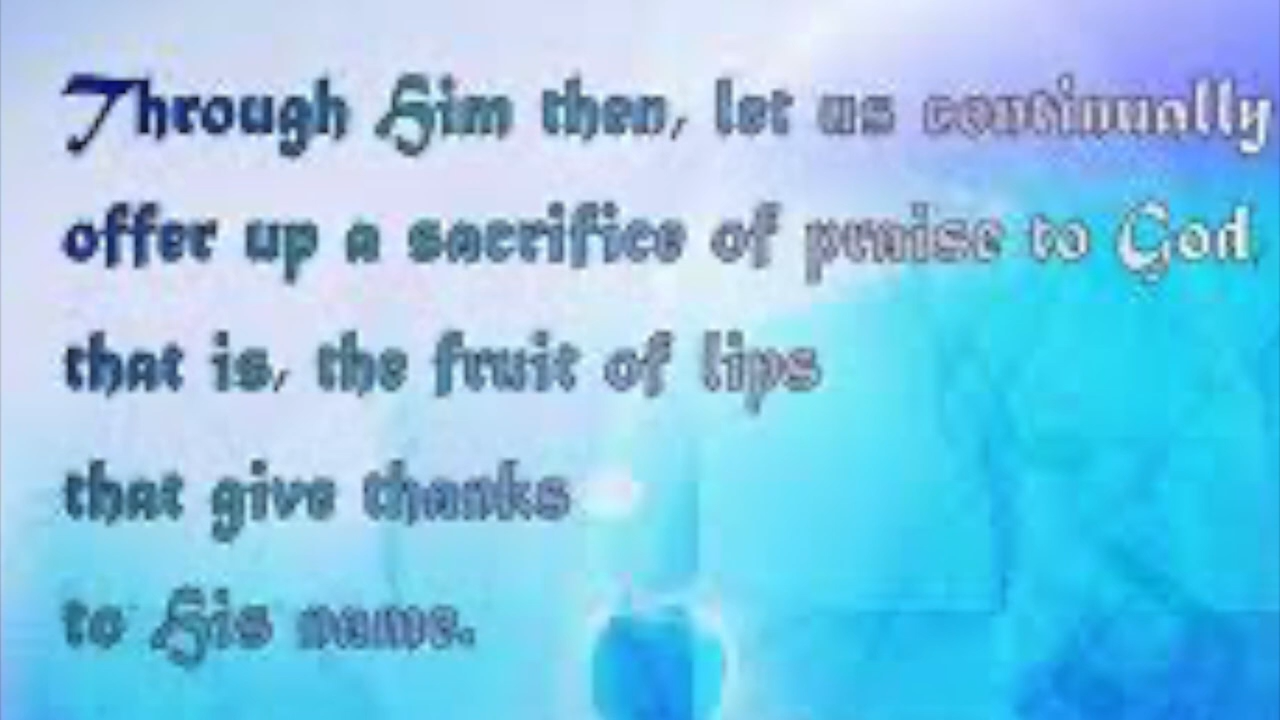 Through Him then, let us continually
offer up a sacrifice of praise to God
that is, the fruit of lips
that give thanks
to His name.